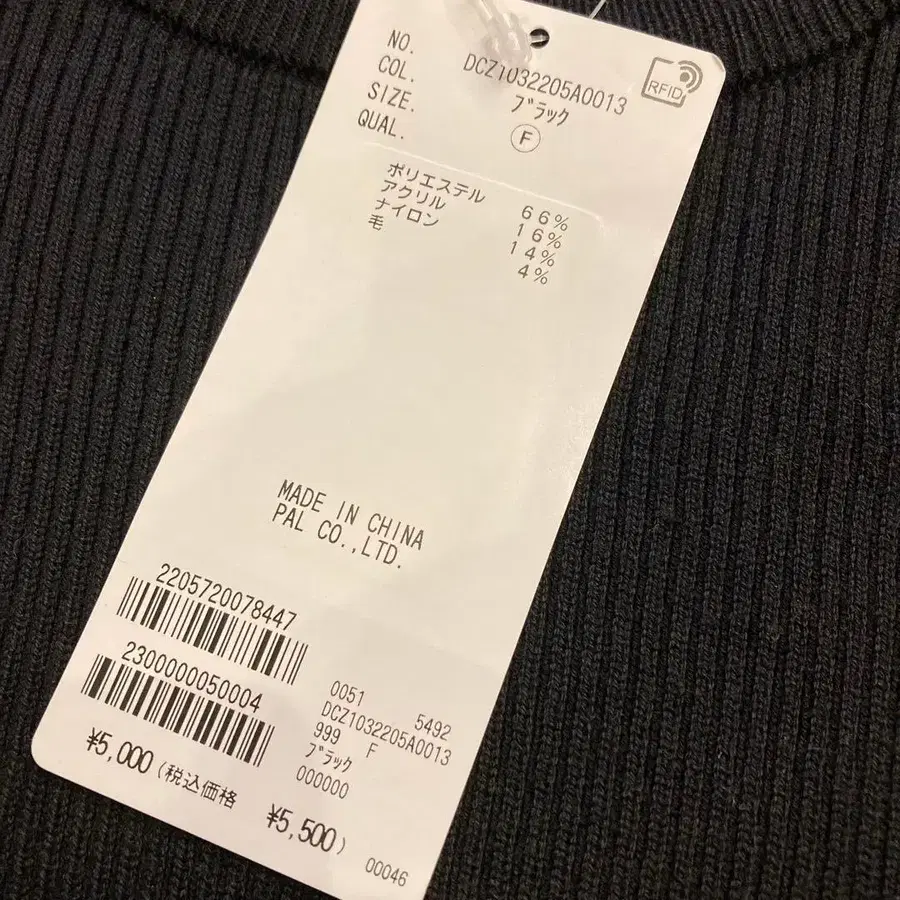 NO. DCZ1032205A0013
COL. ブラック
SIZE. F
QUAL.
RFID
ポリエステル 66%
アクリル 16%
ナイロン 14%
毛 4%
MADE IN CHINA
PAL CO.,LTD.
2205720078447
2300000050004
0051 5492
DCZ1032205A0013
999 F
ブラック
000000
¥5,000 (税込価格 ¥5,500)
00046